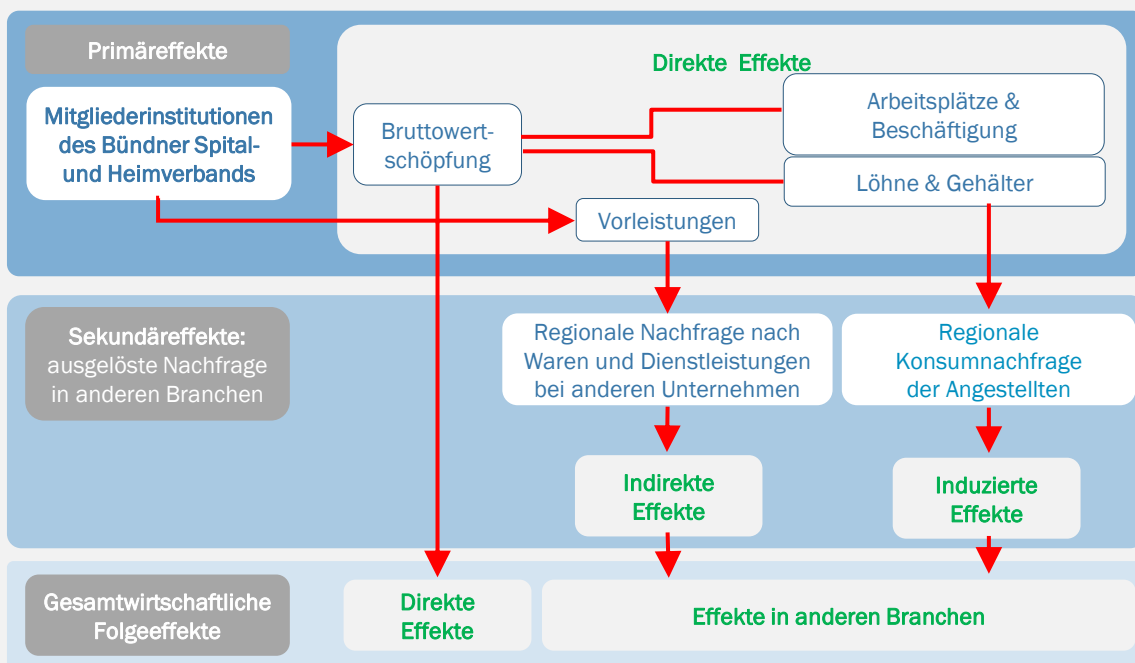 Primäreffekte
Direkte Effekte
Mitgliederinstitutionen
des Bündner Spital-
und Heimverbands
Bruttowert-
schöpfung
Arbeitsplätze &
Beschäftigung
Löhne & Gehälter
Vorleistungen
Sekundäreffekte:
ausgelöste Nachfrage
in anderen Branchen
Regionale Nachfrage nach
Waren und Dienstleistungen
bei anderen Unternehmen
Regionale
Konsumnachfrage
der Angestellten
Indirekte
Effekte
Induzierte
Effekte
Gesamtwirtschaftliche
Folgeeffekte
Direkte
Effekte
Effekte in anderen Branchen